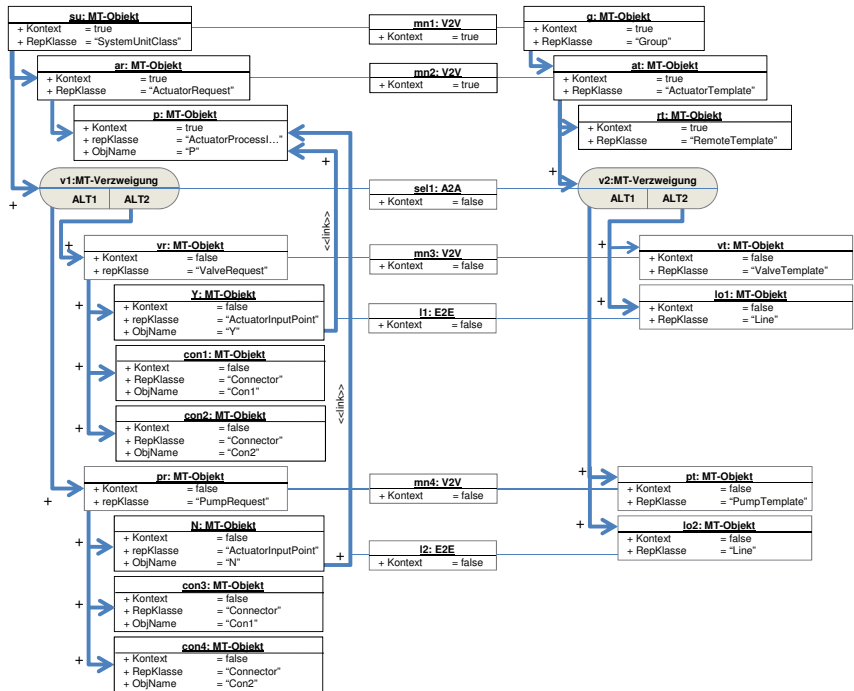 su: MT-Objekt
+ Kontext = true
+ RepKlasse = “SystemUnitClass”
mn1: V2V
+ Kontext = true
g: MT-Objekt
+ Kontext = true
+ RepKlasse = “Group”
ar: MT-Objekt
+ Kontext = true
+ RepKlasse = “ActuatorRequest”
mn2: V2V
+ Kontext = true
at: MT-Objekt
+ Kontext = true
+ RepKlasse = “ActuatorTemplate”
p: MT-Objekt
+ Kontext = true
+ repKlasse = “ActuatorProcessI...”
+ ObjName = “P”
rt: MT-Objekt
+ Kontext = true
+ RepKlasse = “RemoteTemplate”
+
+
+
v1:MT-Verzweigung
ALT1 ALT2
sel1: A2A
+ Kontext = false
v2:MT-Verzweigung
ALT1 ALT2
<<link>>
+
vr: MT-Objekt
+ Kontext = false
+ repKlasse = “ValveRequest”
mn3: V2V
+ Kontext = false
+
vt: MT-Objekt
+ Kontext = false
+ RepKlasse = “ValveTemplate”
+
Y: MT-Objekt
+ Kontext = false
+ repKlasse = “ActuatorInputPoint”
+ ObjName = “Y”
l1: E2E
+ Kontext = false
+
lo1: MT-Objekt
+ Kontext = false
+ RepKlasse = “Line”
+
con1: MT-Objekt
+ Kontext = false
+ RepKlasse = “Connector”
+ ObjName = “Con1”
<<link>>
+
con2: MT-Objekt
+ Kontext = false
+ RepKlasse = “Connector”
+ ObjName = “Con2”
+
pr: MT-Objekt
+ Kontext = false
+ repKlasse = “PumpRequest”
mn4: V2V
+ Kontext = false
+
pt: MT-Objekt
+ Kontext = false
+ RepKlasse = “PumpTemplate”
+
N: MT-Objekt
+ Kontext = false
+ repKlasse = “ActuatorInputPoint”
+ ObjName = “N”
+
l2: E2E
+ Kontext = false
+
lo2: MT-Objekt
+ Kontext = false
+ RepKlasse = “Line”
+
con3: MT-Objekt
+ Kontext = false
+ RepKlasse = “Connector”
+ ObjName = “Con1”
+
con4: MT-Objekt
+ Kontext = false
+ RepKlasse = “Connector”
+ ObjName = “Con2”